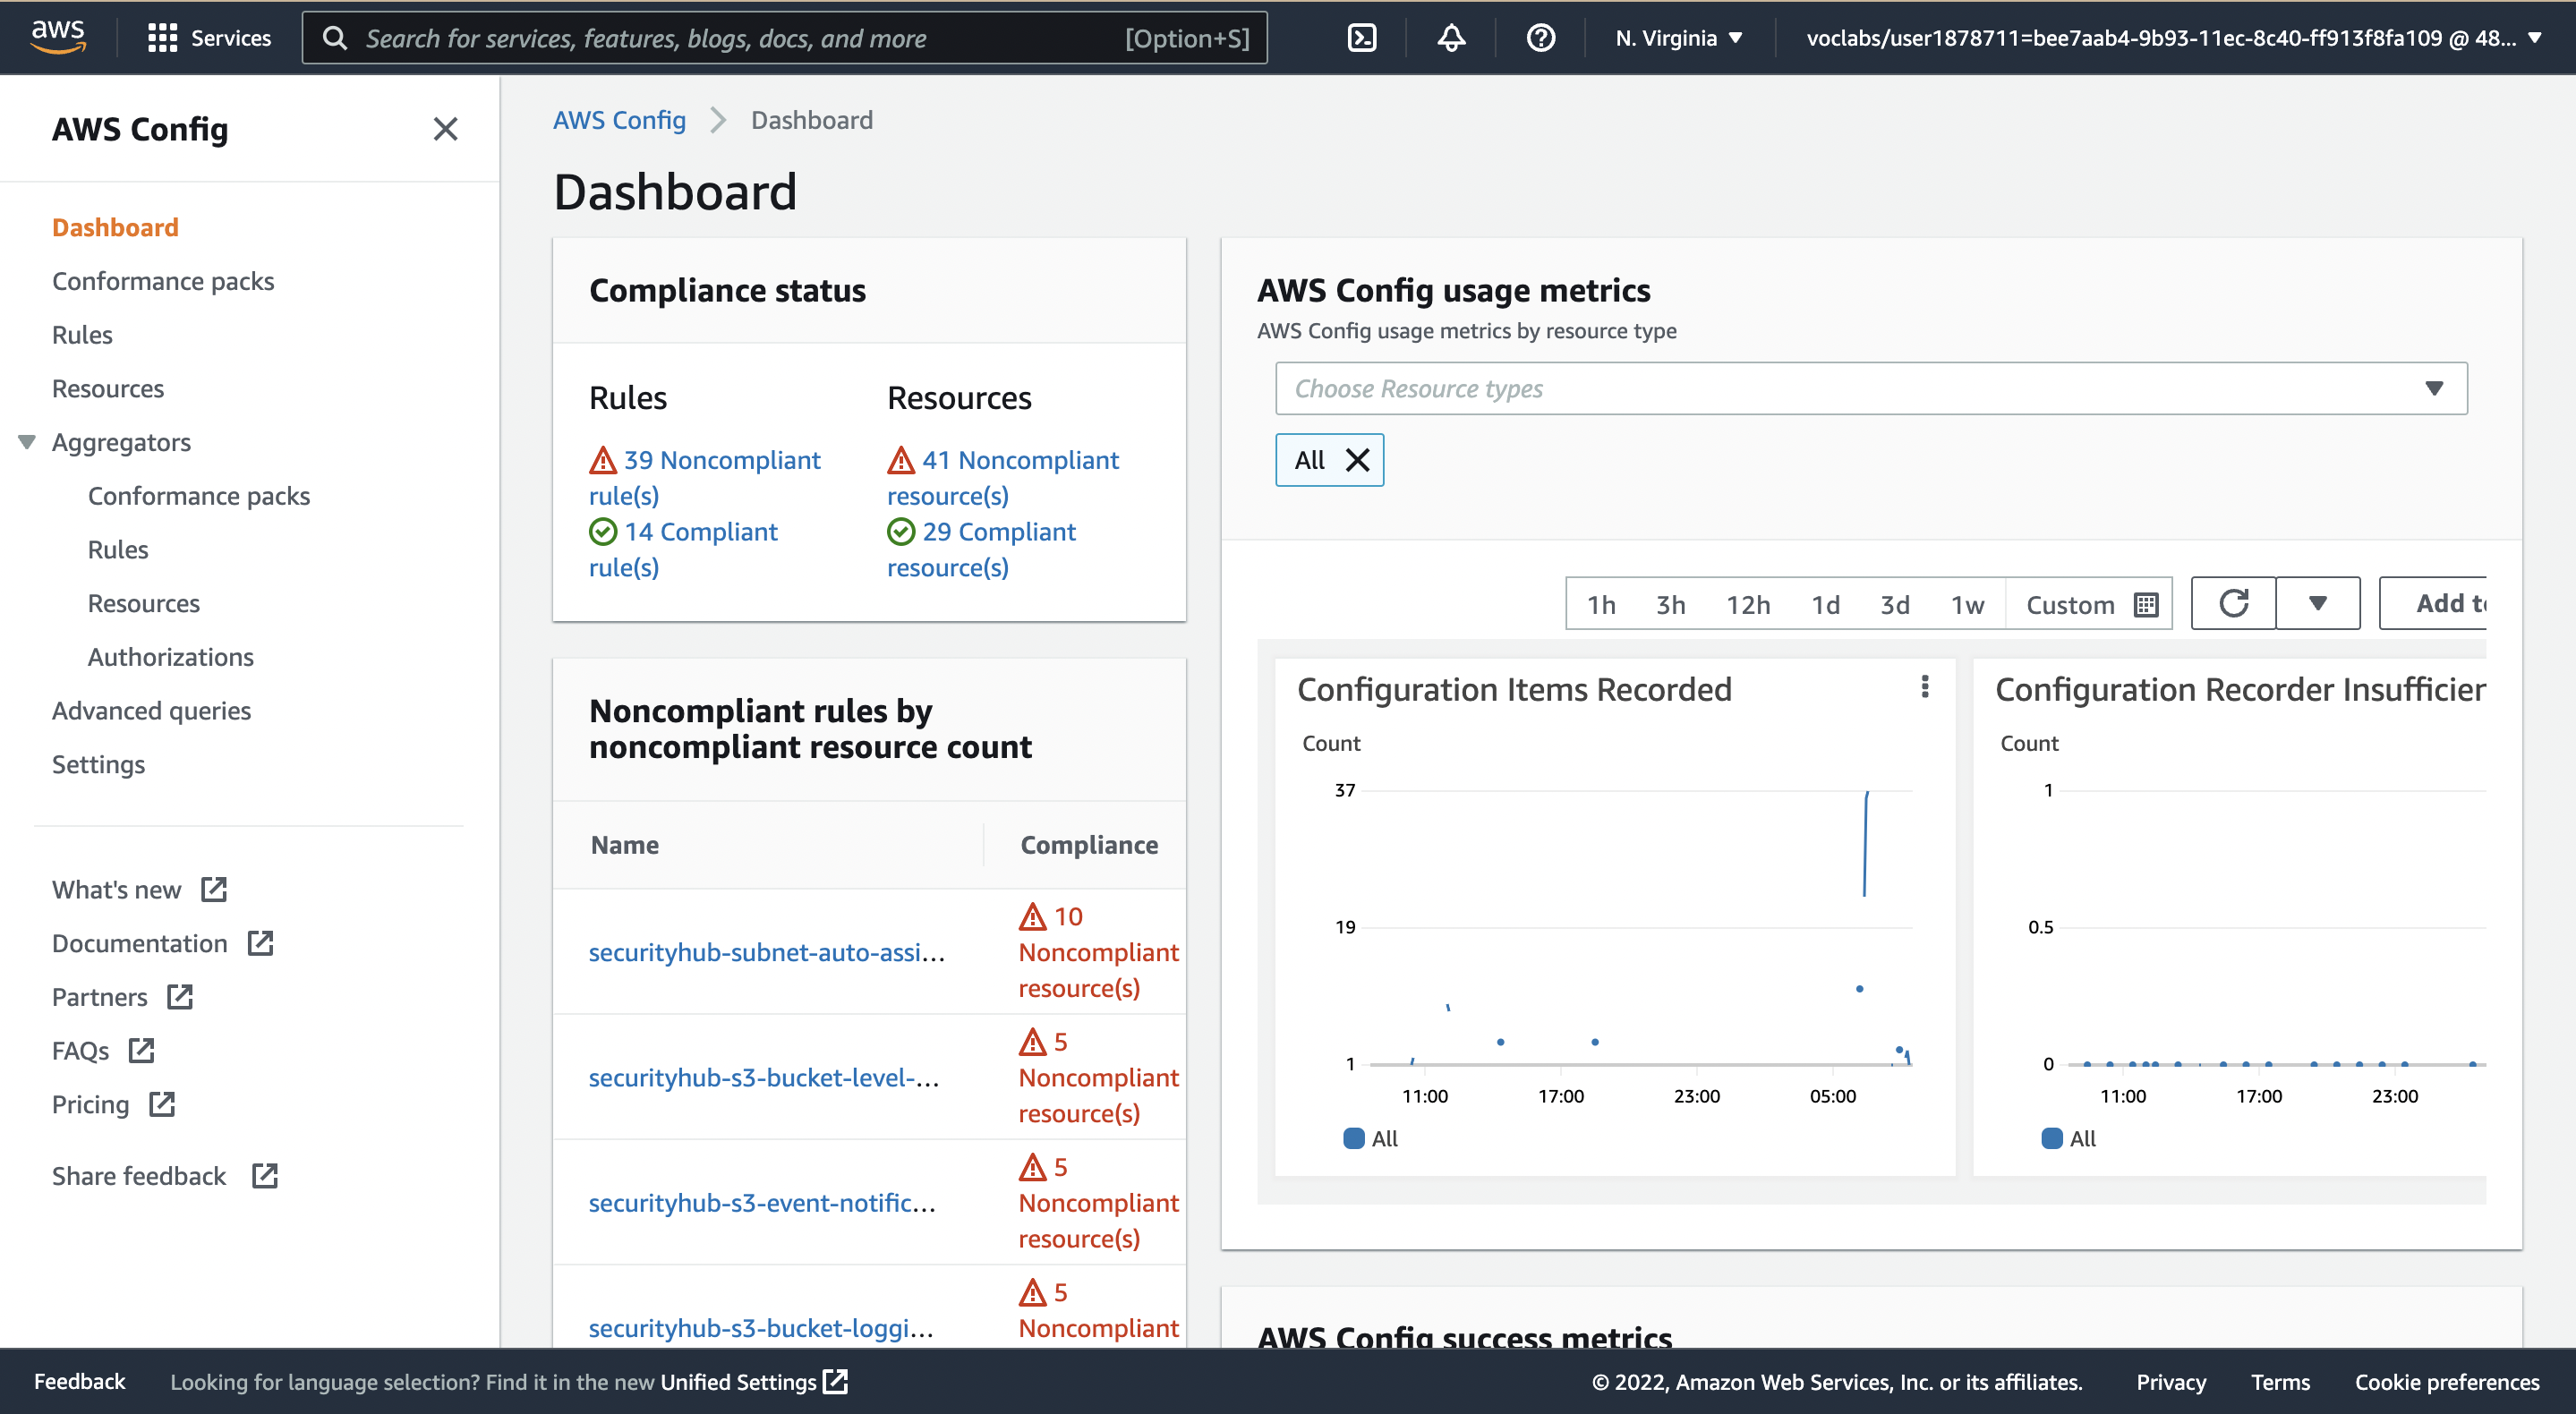 aws
Services
Search for services, features, blogs, docs, and more
[Option+S]
N. Virginia
voclabs/user1878711=bee7aab4-9b93-11ec-8c40-ff913f8fa109 @ 48...
AWS Config
Dashboard
Conformance packs
Rules
Resources
Aggregators
Conformance packs
Rules
Resources
Authorizations
Advanced queries
Settings
What's new
Documentation
Partners
FAQs
Pricing
Share feedback
AWS Config
Dashboard
Dashboard
Compliance status
Rules
39 Noncompliant
rule(s)
14 Compliant
rule(s)
Resources
41 Noncompliant
resource(s)
29 Compliant
resource(s)
Noncompliant rules by
noncompliant resource count
Name
Compliance
securityhub-subnet-auto-assi...
10
Noncompliant
resource(s)
securityhub-s3-bucket-level-...
5
Noncompliant
resource(s)
securityhub-s3-event-notific...
5
Noncompliant
resource(s)
securityhub-s3-bucket-loggi...
5
Noncompliant
AWS Config usage metrics
AWS Config usage metrics by resource type
Choose Resource types
All
1h
3h
12h
1d
3d
1w
Custom
Add to
Configuration Items Recorded
Count
37
19
1
11:00
17:00
23:00
05:00
All
Configuration Recorder Insufficien
Count
1
0.5
0
11:00
17:00
23:00
All
AWS Config success metrics
Feedback
Looking for language selection? Find it in the new Unified Settings
© 2022, Amazon Web Services, Inc. or its affiliates.
Privacy
Terms
Cookie preferences